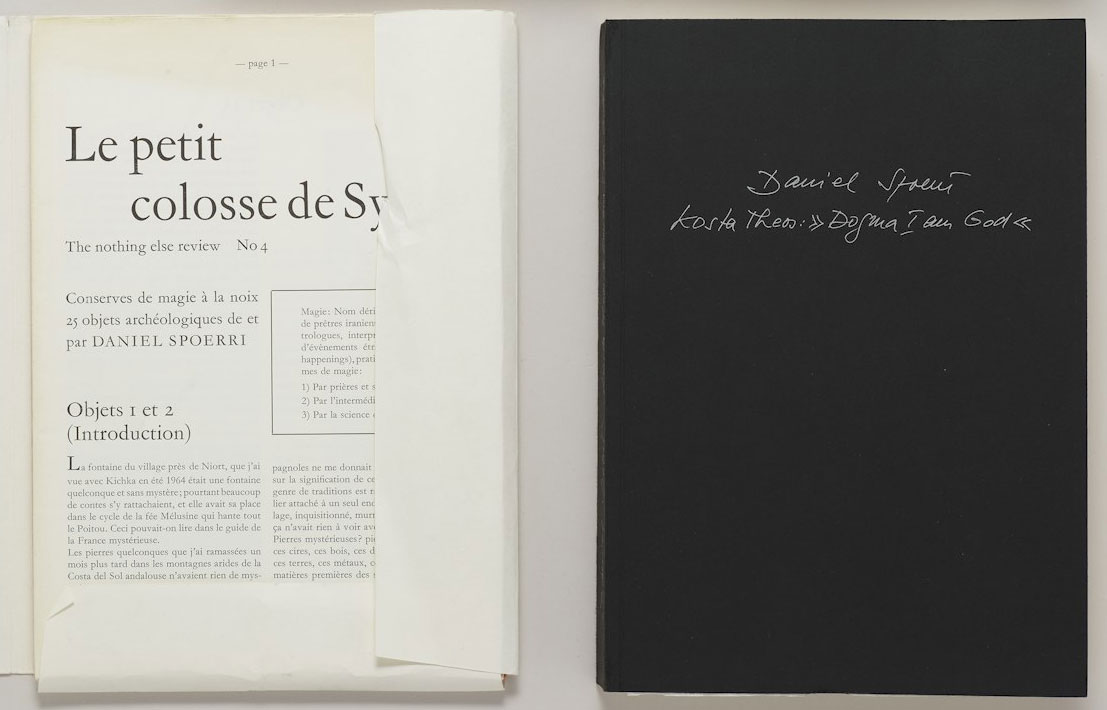 — page 1 —
Le petit
colosse de Sy
The nothing else review No 4
Conserves de magie à la noix
25 objets archéologiques de et
par DANIEL SPOERRI
Magie: Nom déri
de prêtres iranien
trologues, interpr
d'évènements étr
happenings), prati
mes de magie:
1) Par prières et s
2) Par l'intermédi
3) Par la science
Objets 1 et 2
(Introduction)
La fontaine du village près de Niort, que j'ai
vue avec Kichka en été 1964 était une fontaine
quelconque et sans mystère; pourtant beaucoup
de contes s'y rattachaient, et elle avait sa place
dans le cycle de la fée Mélusine qui hante tout
le Poitou. Ceci pouvait-on lire dans le guide de
la France mystérieuse.
Les pierres quelconques que j'ai ramassées un
mois plus tard dans les montagnes arides de la
Costa del Sol andalouse n'avaient rien de mys-
pagnoles ne me donnait
sur la signification de ce
genre de traditions est n
lier attaché à un seul end
lage, inquisitionné, murm
ça n'avait rien à voir ave
Pierres mystérieuses? pi
ces cires, ces bois, ces d
ces terres, ces métaux, c
matières premières des s
Daniel Spoerri
Kosta Theos: »Dogma I am God«